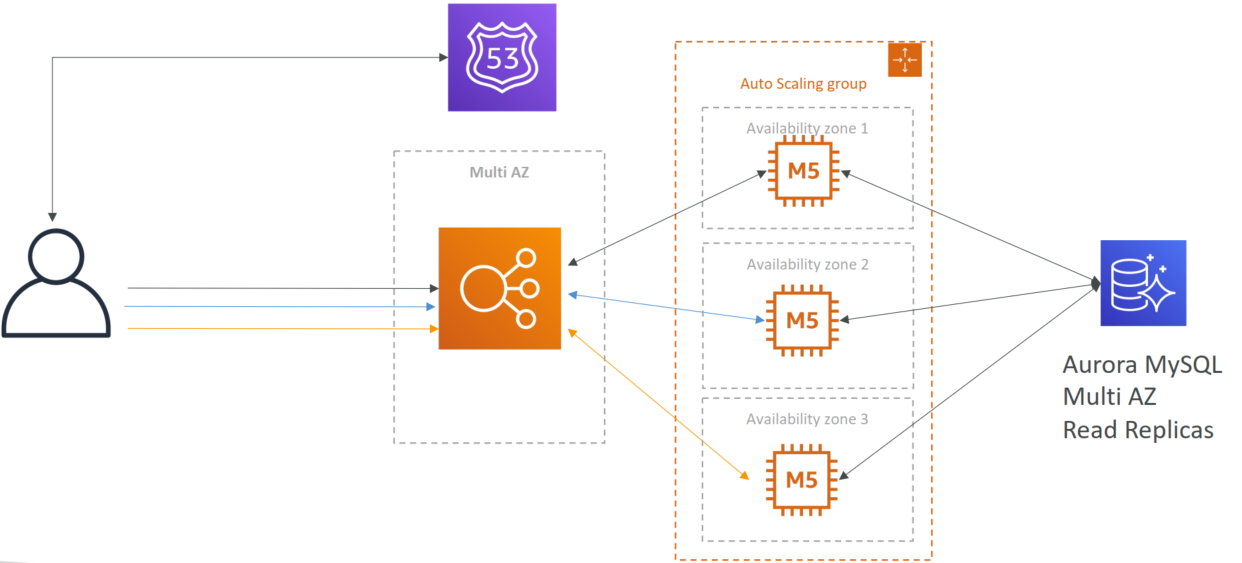 53
Auto Scaling group
Availability zone 1
M5
Multi AZ
Availability zone 2
M5
Availability zone 3
M5
Aurora MySQL
Multi AZ
Read Replicas